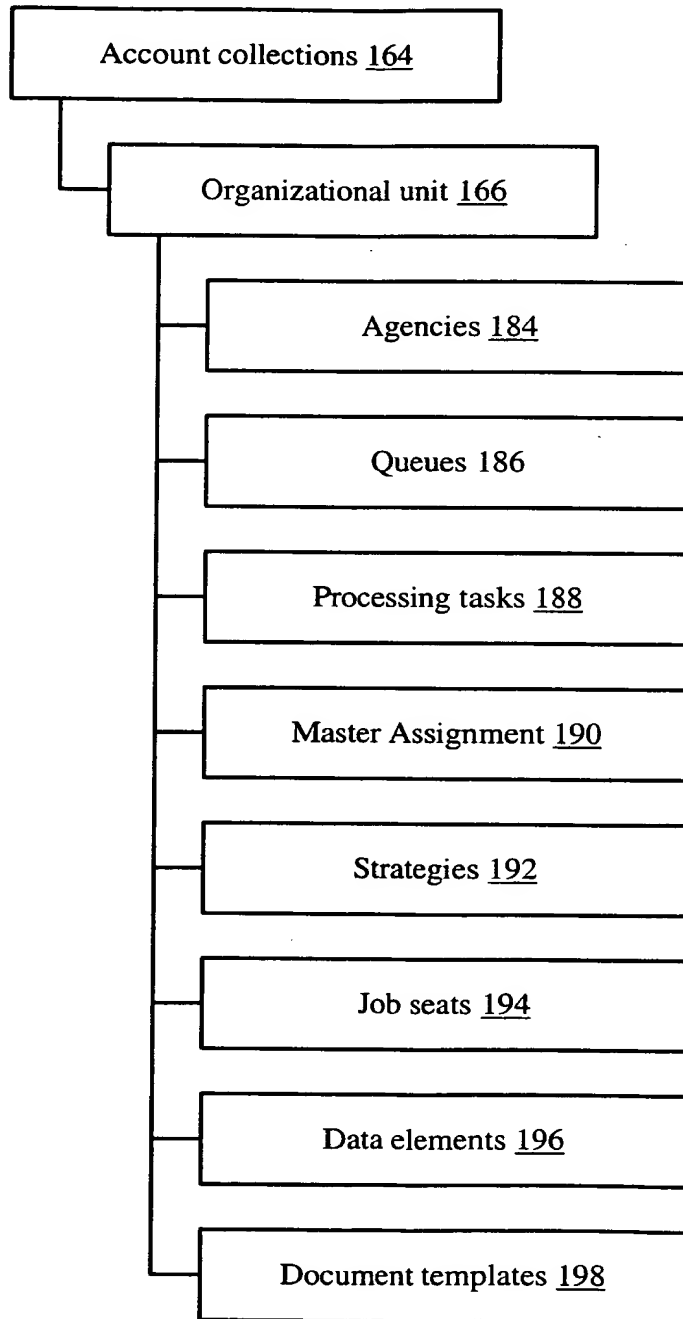 Account collections 164
Organizational unit 166
Agencies 184
Queues 186
Processing tasks 188
Master Assignment 190
Strategies 192
Job seats 194
Data elements 196
Document templates 198